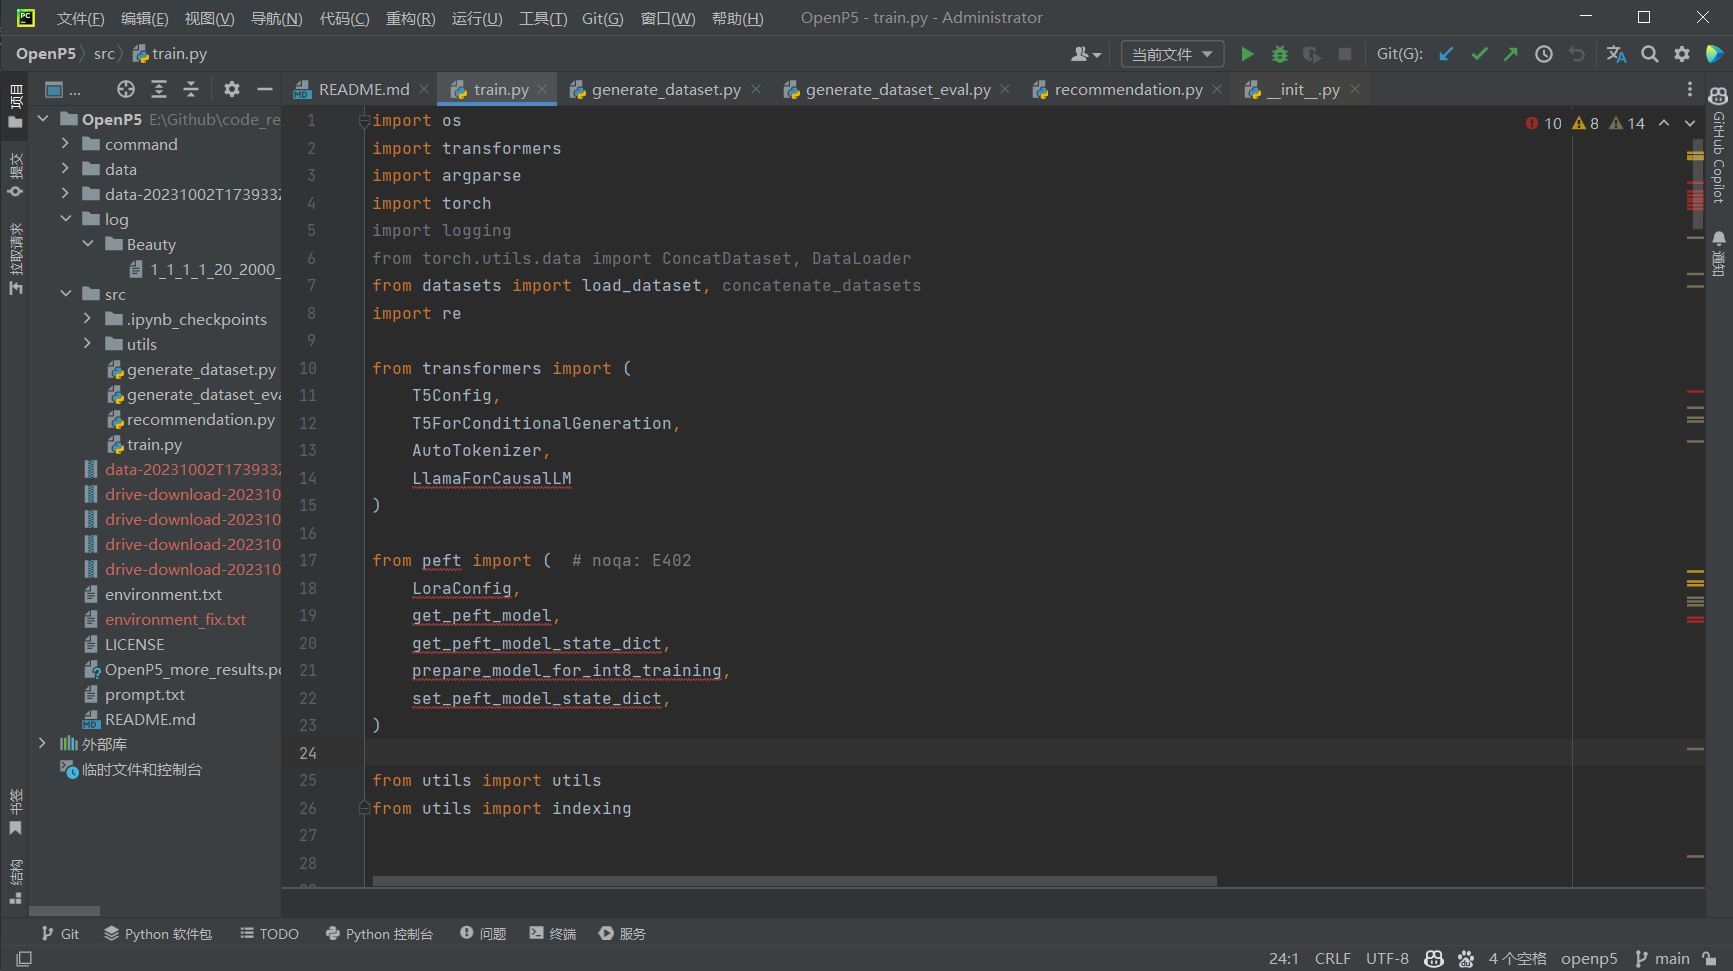 PC 文件(F) 编辑(E) 视图(V) 导航(N) 代码(C) 重构(R) 运行(U) 工具(T) Git(G) 窗口(W) 帮助(H) OpenP5 - train.py - Administrator
OpenP5 src train.py 当前文件 Git(G):
项目
提交
拉取请求
书签
结构
...
OpenP5 E:\Github\code_re
command
data
data-20231002T173933Z
log
Beauty
1_1_1_1_20_2000_
src
.ipynb_checkpoints
utils
generate_dataset.py
generate_dataset_eva
recommendation.py
train.py
data-20231002T173933Z
drive-download-202310
drive-download-202310
drive-download-202310
drive-download-202310
environment.txt
environment_fix.txt
LICENSE
OpenP5_more_results.pd
prompt.txt
README.md
外部库
临时文件和控制台
README.md train.py generate_dataset.py generate_dataset_eval.py recommendation.py __init__.py
10 8 14
1 import os
2 import transformers
3 import argparse
4 import torch
5 import logging
6 from torch.utils.data import ConcatDataset, DataLoader
7 from datasets import load_dataset, concatenate_datasets
8 import re
9
10 from transformers import (
11 T5Config,
12 T5ForConditionalGeneration,
13 AutoTokenizer,
14 LlamaForCausalLM
15 )
16
17 from peft import ( # noqa: E402
18 LoraConfig,
19 get_peft_model,
20 get_peft_model_state_dict,
21 prepare_model_for_int8_training,
22 set_peft_model_state_dict,
23 )
24
25 from utils import utils
26 from utils import indexing
27
28
GitHub Copilot
通知
Git Python 软件包 TODO Python 控制台 问题 终端 服务
24:1 CRLF UTF-8 4 个空格 openp5 main